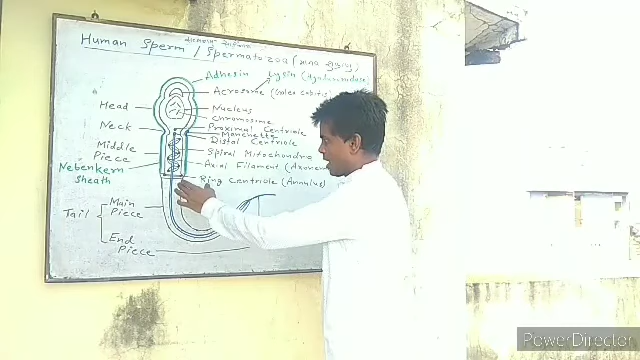 Human Sperm / Spermatozoa
Adhesin Lysin (Hyaluronidase)
Acrosome (Golgi
Head Nucleus
Chromosome
Neck Proximal Centriole
Manchette
Distal Centriole
Middle
Piece Spiral Mitochondria
Nebenkern
Sheath Axial Filament
Ring Centriole (Annulus)
Tail Main
Piece
End
Piece
PowerDirector